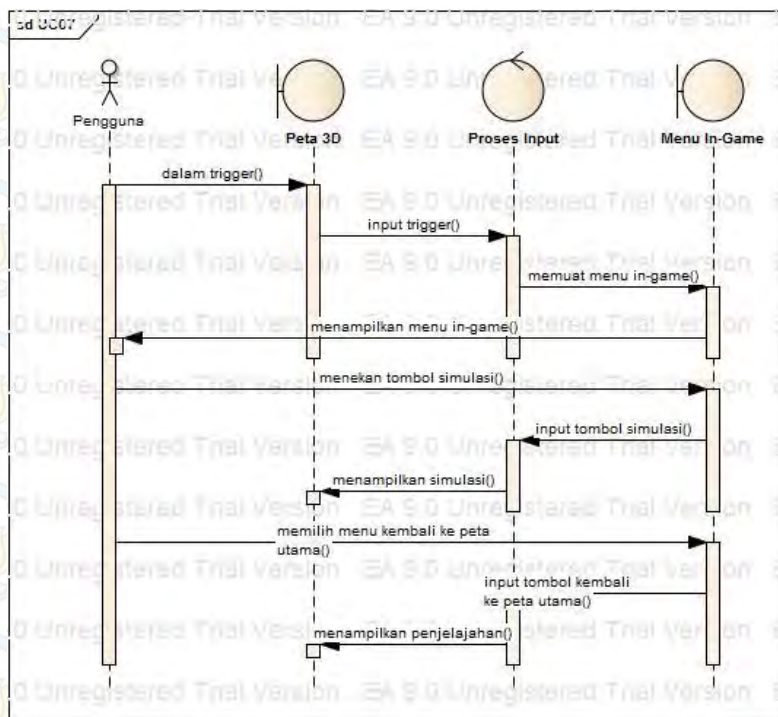 sd UC07
Pengguna
Peta 3D
Proses Input
Menu In-Game
dalam trigger()
input trigger()
memuat menu in-game()
menampilkan menu in-game()
menekan tombol simulasi()
input tombol simulasi()
menampilkan simulasi()
memilih menu kembali ke peta
utama()
input tombol kembali
ke peta utama()
menampilkan penjelajahan()
EA 9.0 Unregistered Trial Version